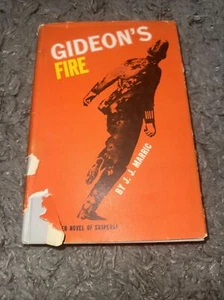 GIDEON'S
FIRE
BY J. J. MARRIC
NOVEL OF SUSPENSE